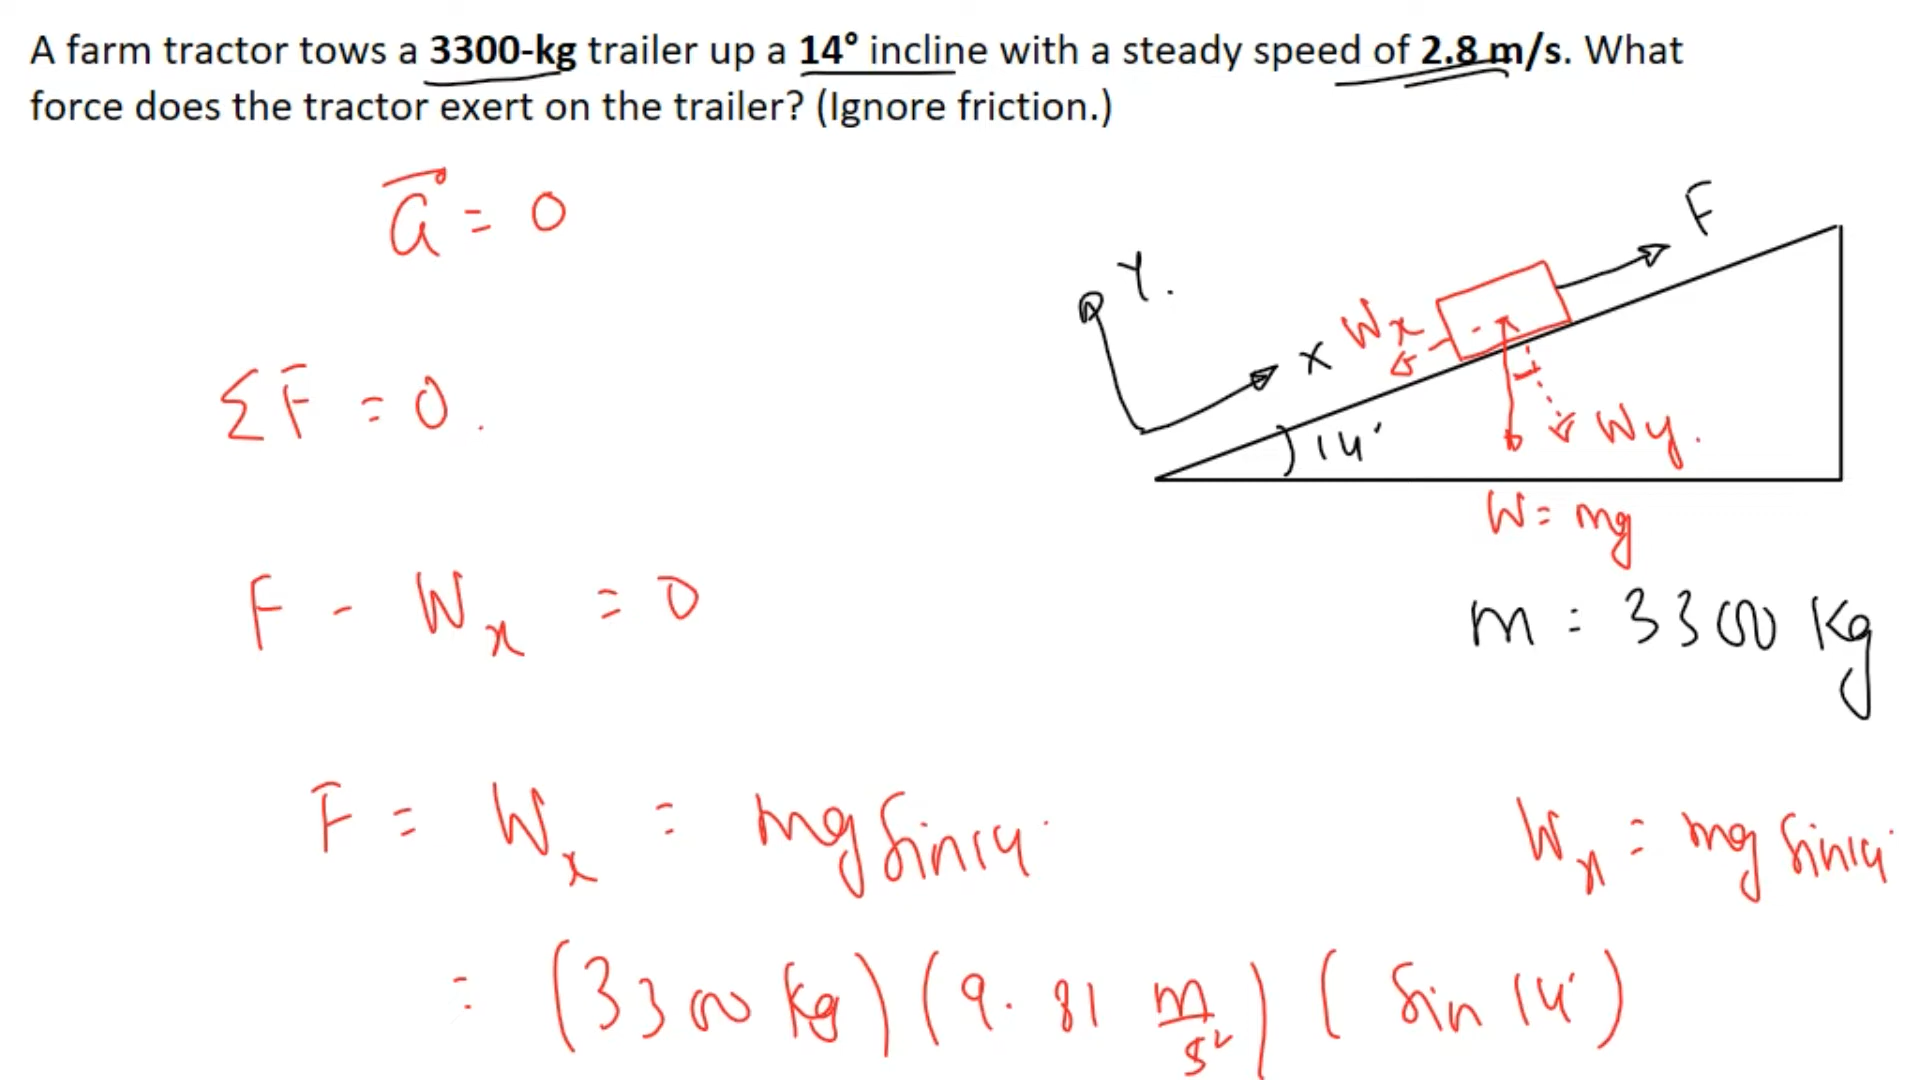 A farm tractor tows a 3300-kg trailer up a 14° incline with a steady speed of 2.8 m/s. What
force does the tractor exert on the trailer? (Ignore friction.)
a⃗ = 0
F
Y.
X
Wx
ΣF̄ = 0.
14°
Wy.
W = mg
F - Wx = 0
m = 3300 Kg
F̄ = Wx = mg sin14°
Wx = mg sin14°
= (3300 kg) (9.81 m/s²) ( sin 14°)